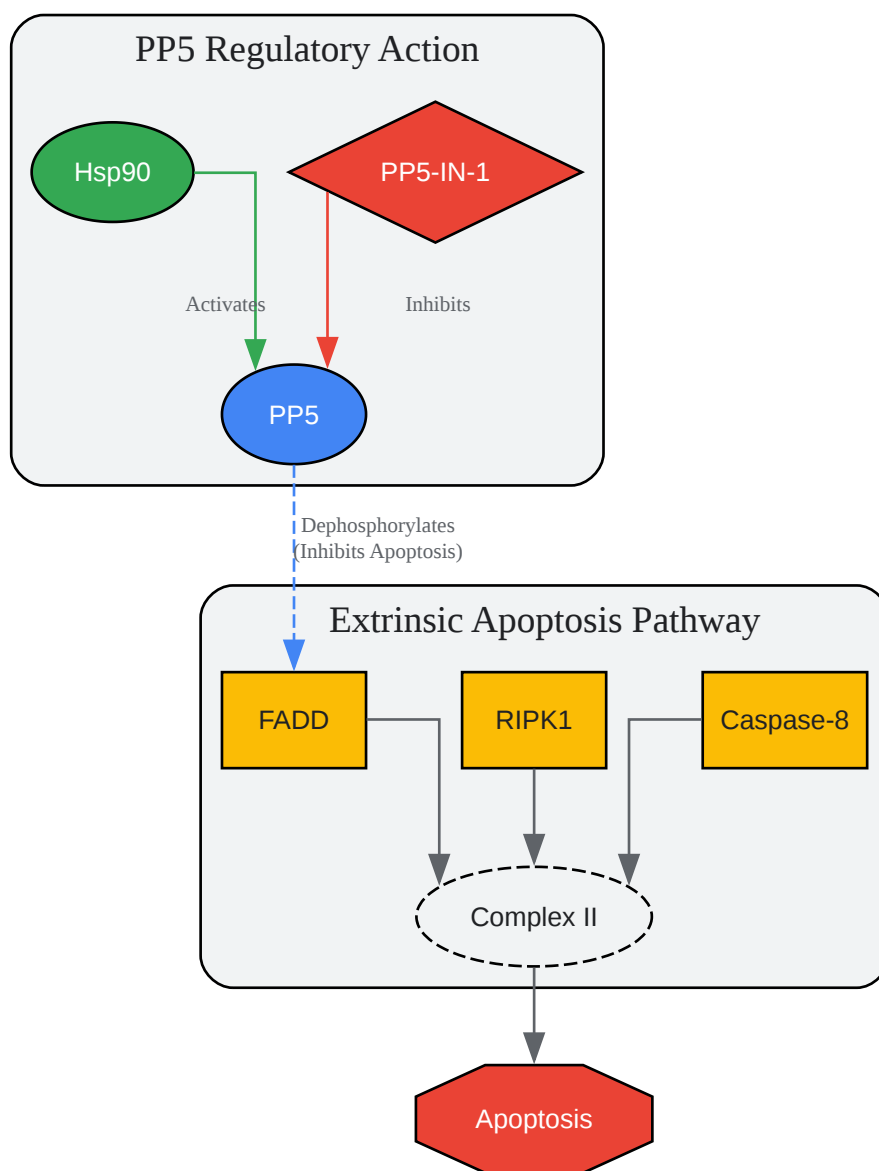 PP5 Regulatory Action
Hsp90
PP5-IN-1
Activates
Inhibits
PP5
Dephosphorylates
(Inhibits Apoptosis)
Extrinsic Apoptosis Pathway
FADD
RIPK1
Caspase-8
Complex II
Apoptosis